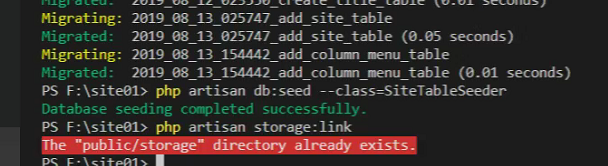 Migrated: 2019_08_12_025550_create_title_table (0.01 seconds)
Migrating: 2019_08_13_025747_add_site_table
Migrated: 2019_08_13_025747_add_site_table (0.05 seconds)
Migrating: 2019_08_13_154442_add_column_menu_table
Migrated: 2019_08_13_154442_add_column_menu_table (0.01 seconds)
PS F:\site01> php artisan db:seed --class=SiteTableSeeder
Database seeding completed successfully.
PS F:\site01> php artisan storage:link
The "public/storage" directory already exists.
PS F:\site01>